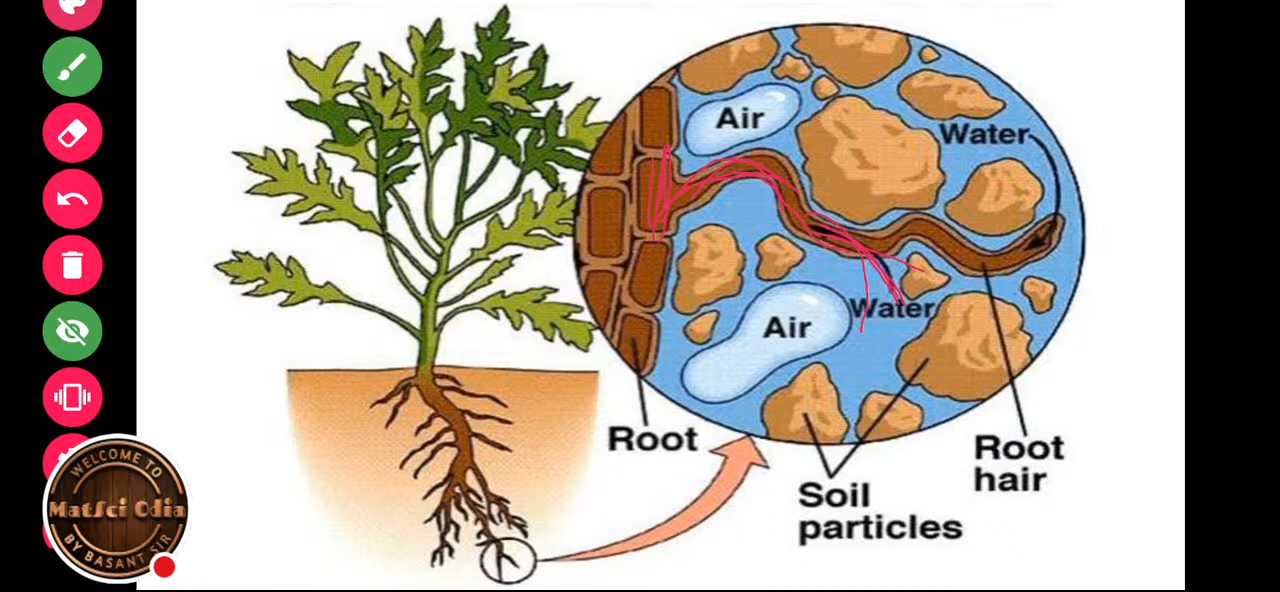 Air
Water
Water
Air
Root
Root
hair
Soil
particles
WELCOME TO
MatSci Odia
BY BASANT SIR